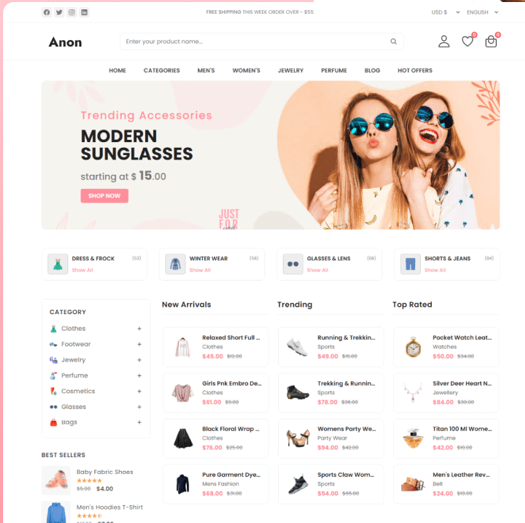 FREE SHIPPING THIS WEEK ORDER OVER - $55
USD $
ENGLISH
Anon
Enter your product name...
0
0
HOME
CATEGORIES
MEN'S
WOMEN'S
JEWELRY
PERFUME
BLOG
HOT OFFERS
Trending Accessories
MODERN
SUNGLASSES
starting at $ 15.00
SHOP NOW
JUST
FOR
DRESS & FROCK
(53)
Show All
WINTER WEAR
(58)
Show All
GLASSES & LENS
(68)
Show All
SHORTS & JEANS
(84)
Show All
CATEGORY
Clothes +
Footwear +
Jewelry +
Perfume +
Cosmetics +
Glasses +
Bags +
BEST SELLERS
Baby Fabric Shoes
$5.00 $4.00
Men's Hoodies T-Shirt
New Arrivals
Relaxed Short Full ...
Clothes
$45.00 $12.00
Girls Pnk Embro De...
Clothes
$61.00 $9.00
Black Floral Wrap ...
Clothes
$76.00 $25.00
Pure Garment Dye...
Mens Fashion
$68.00 $31.00
Trending
Running & Trekkin...
Sports
$49.00 $15.00
Trekking & Runnin...
Sports
$78.00 $36.00
Womens Party We...
Party Wear
$94.00 $42.00
Sports Claw Wom...
Sports
$54.00 $65.00
Top Rated
Pocket Watch Leat...
Watches
$50.00 $34.00
Silver Deer Heart N...
Jewellery
$84.00 $30.00
Titan 100 Ml Wome...
Perfume
$42.00 $10.00
Men's Leather Rev...
Belt
$24.00 $10.00